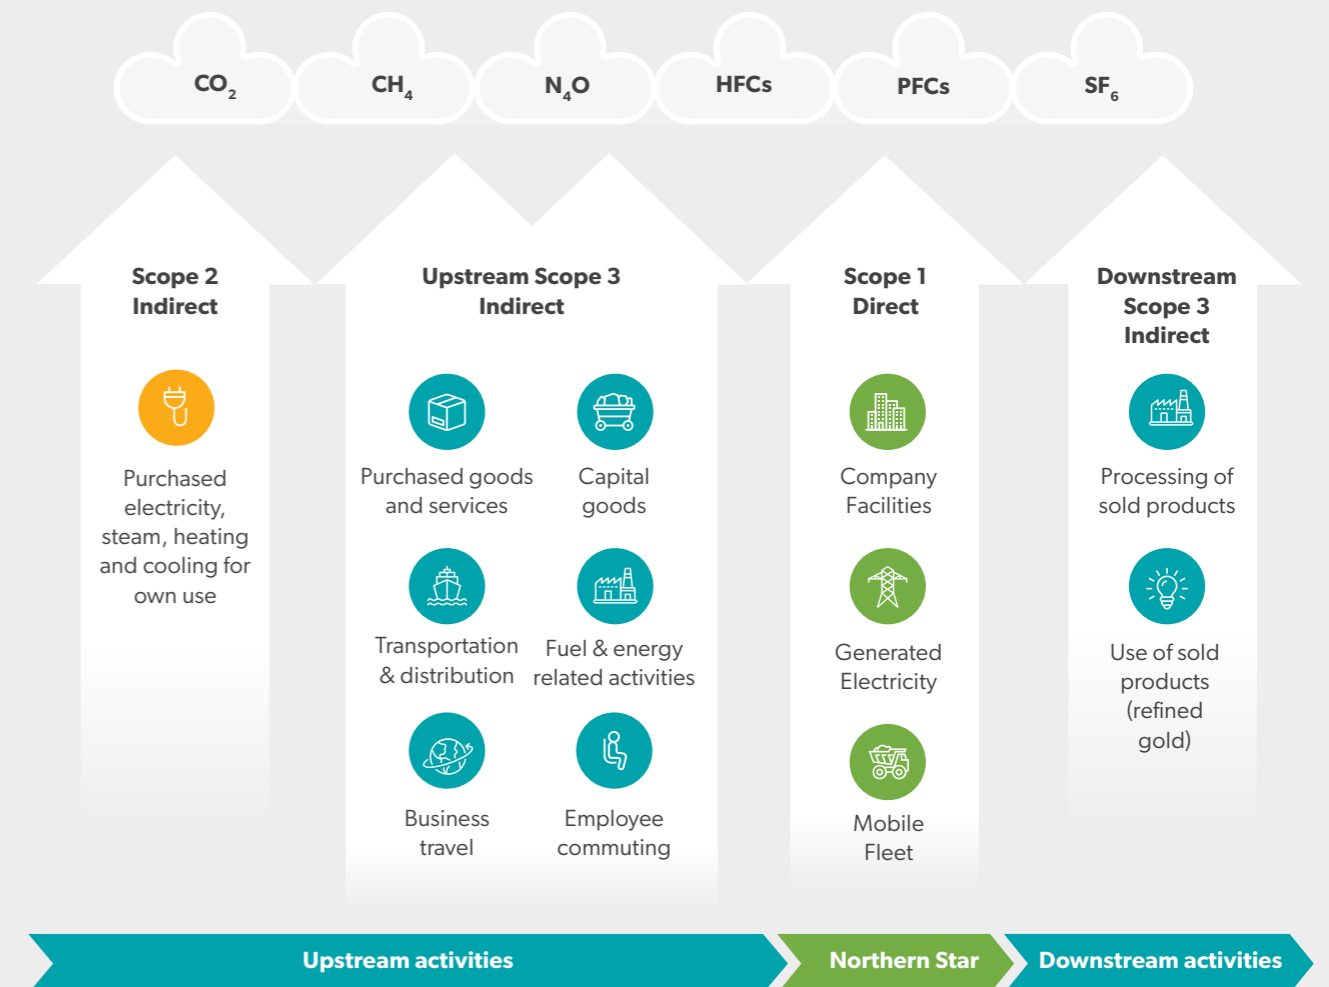 CO2
CH4
N4O
HFCs
PFCs
SF6
Scope 2
Indirect
Purchased
electricity,
steam, heating
and cooling for
own use
Upstream Scope 3
Indirect
Purchased goods
and services
Capital
goods
Transportation
& distribution
Fuel & energy
related activities
Business
travel
Employee
commuting
Scope 1
Direct
Company
Facilities
Generated
Electricity
Mobile
Fleet
Downstream
Scope 3
Indirect
Processing of
sold products
Use of sold
products
(refined
gold)
Upstream activities
Northern Star
Downstream activities